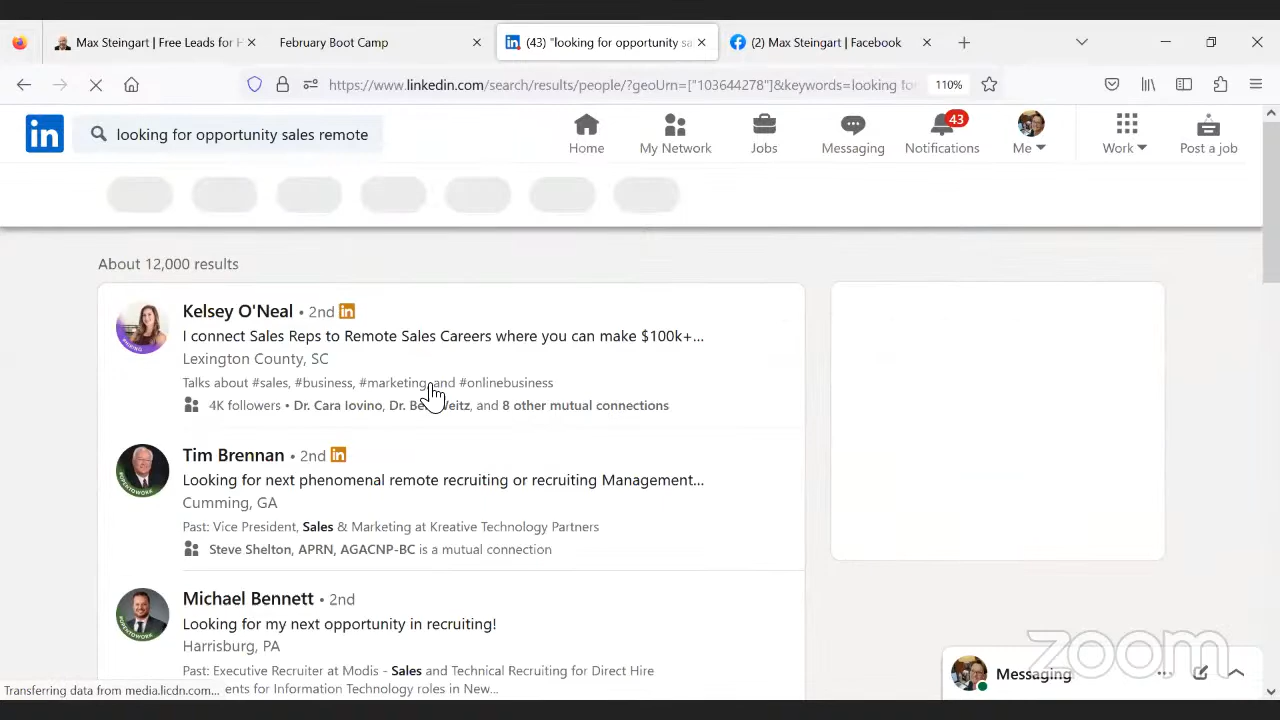 Max Steingart | Free Leads for H
February Boot Camp
(43) "looking for opportunity sa
(2) Max Steingart | Facebook
https://www.linkedin.com/search/results/people/?geoUrn=["103644278"]&keywords=looking fo
110%
in
looking for opportunity sales remote
Home
My Network
Jobs
Messaging
43
Notifications
Me
Work
Post a job
About 12,000 results
Kelsey O'Neal • 2nd in
I connect Sales Reps to Remote Sales Careers where you can make $100k+...
Lexington County, SC
Talks about #sales, #business, #marketing, and #onlinebusiness
4K followers • Dr. Cara Iovino, Dr. Be Weitz, and 8 other mutual connections
#HIRING
Tim Brennan • 2nd in
Looking for next phenomenal remote recruiting or recruiting Management...
Cumming, GA
Past: Vice President, Sales & Marketing at Kreative Technology Partners
Steve Shelton, APRN, AGACNP-BC is a mutual connection
#OPENTOWORK
Michael Bennett • 2nd
Looking for my next opportunity in recruiting!
Harrisburg, PA
Past: Executive Recruiter at Modis - Sales and Technical Recruiting for Direct Hire
ents for Information Technology roles in New...
#OPENTOWORK
Transferring data from media.licdn.com...
Messaging
zoom